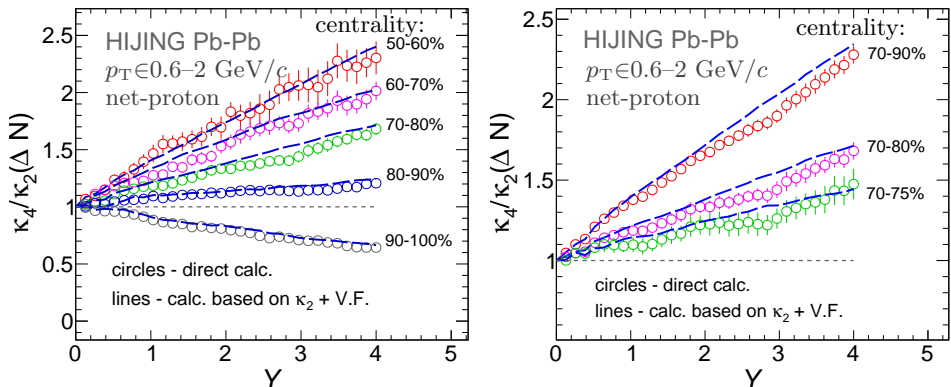 centrality:
HIJING Pb-Pb
50-60%
p_T∈0.6–2 GeV/c
60-70%
net-proton
70-80%
80-90%
90-100%
circles - direct calc.
lines - calc. based on κ₂ + V.F.
κ₄/κ₂(Δ N)
2.5
2
1.5
1
0.5
0
0 1 2 3 4 5
Y
centrality:
HIJING Pb-Pb
70-90%
p_T∈0.6–2 GeV/c
net-proton
70-80%
70-75%
circles - direct calc.
lines - calc. based on κ₂ + V.F.
κ₄/κ₂(Δ N)
2.5
2
1.5
1
0 1 2 3 4 5
Y